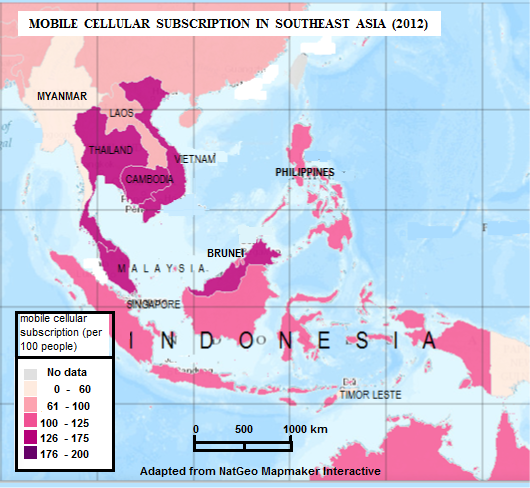 MOBILE CELLULAR SUBSCRIPTION IN SOUTHEAST ASIA (2012)
MYANMAR
LAOS
THAILAND
VIETNAM
CAMBODIA
PHILIPPINES
BRUNEI
MALAYSIA
SINGAPORE
INDONESIA
TIMOR LESTE
mobile cellular
subscription (per
100 people)
No data
0 - 60
61 - 100
100 - 125
126 - 175
176 - 200
0 500 1000 km
Adapted from NatGeo Mapmaker Interactive